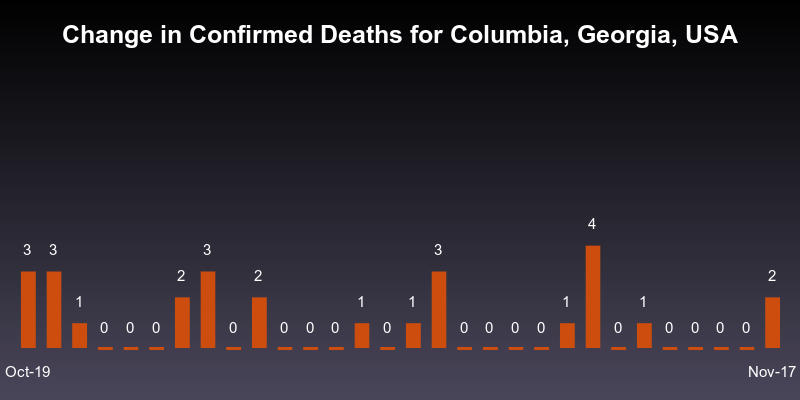 Change in Confirmed Deaths for Columbia, Georgia, USA
3 3 1 0 0 0 2 3 0 2 0 0 0 1 0 1 3 0 0 0 0 1 4 0 1 0 0 0 0 2
Oct-19 Nov-17